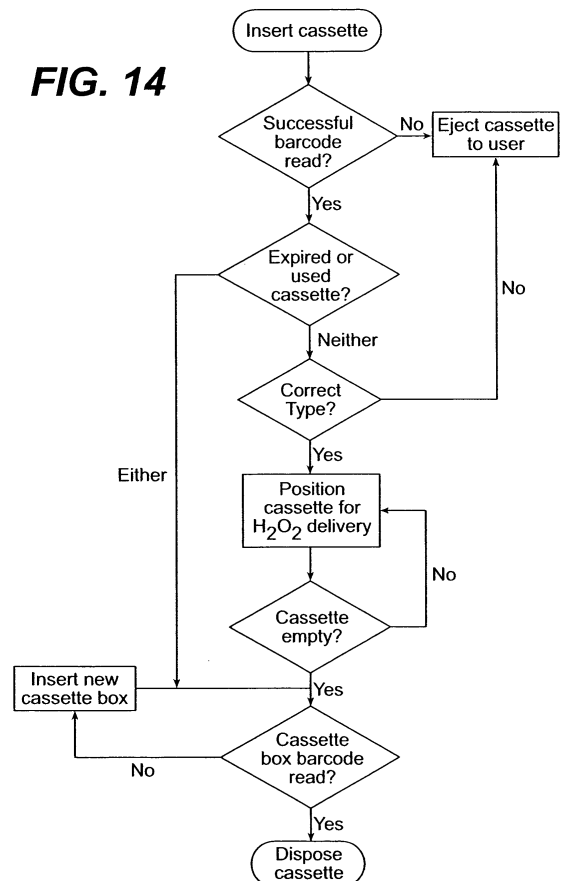 Insert cassette
FIG. 14
Successful
barcode
read?
No
Eject cassette
to user
Yes
Expired or
used
cassette?
No
Neither
Correct
Type?
Yes
Either
Position
cassette for
H2O2 delivery
No
Cassette
empty?
Insert new
cassette box
Yes
Cassette
box barcode
read?
No
Yes
Dispose
cassette